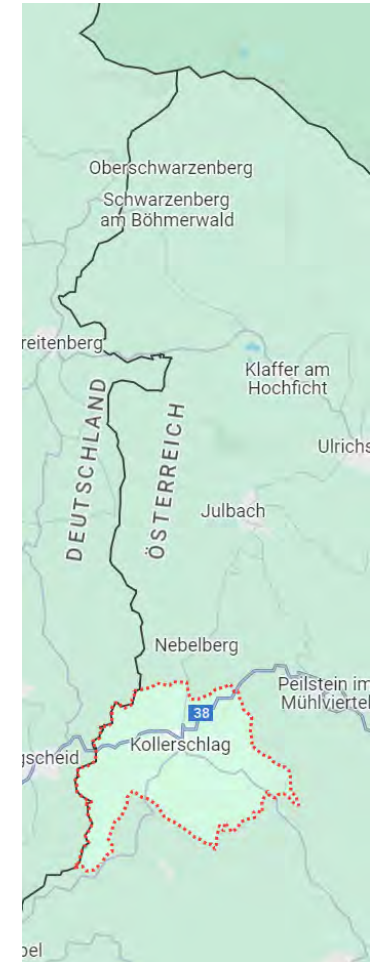 Oberschwarzenberg
Schwarzenberg
am Böhmerwald
reitenberg
Klaffer am
Hochficht
DEUTSCHLAND
ÖSTERREICH
Ulrichs
Julbach
Nebelberg
Peilstein im
Mühlviertel
38
Kollerschlag
gscheid
bel